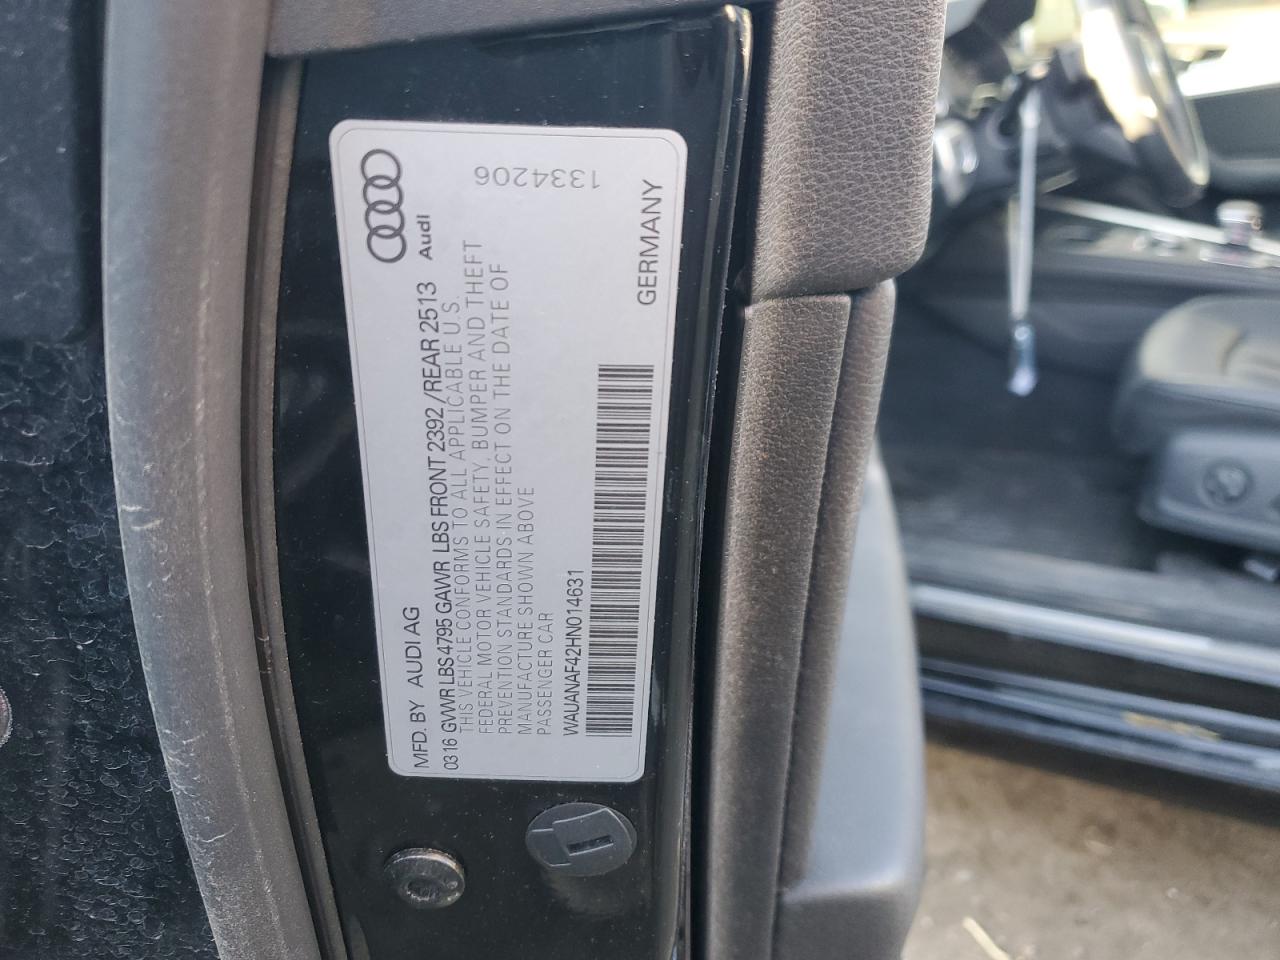 Audi
MFD. BY AUDI AG
0316 GVWR LBS 4795 GAWR LBS FRONT 2392 /REAR 2513
THIS VEHICLE CONFORMS TO ALL APPLICABLE U.S.
FEDERAL MOTOR VEHICLE SAFETY, BUMPER AND THEFT
PREVENTION STANDARDS-IN EFFECT ON THE DATE OF
MANUFACTURE SHOWN ABOVE
PASSENGER CAR
WAUANAF42HN014631
GERMANY
1334206